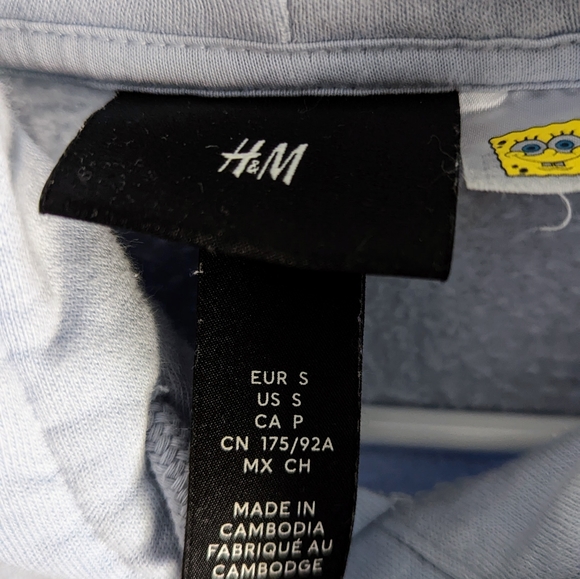 H&M
EUR S
US S
CA P
CN 175/92A
MX CH
MADE IN
CAMBODIA
FABRIQUÉ AU
CAMBODGE